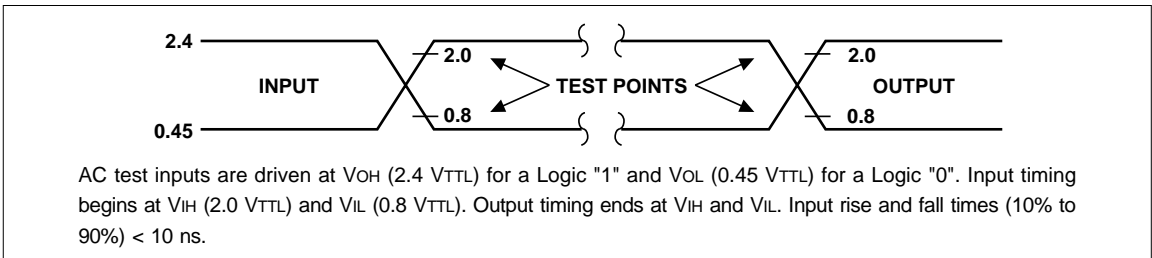 2.4
2.0
2.0
INPUT
TEST POINTS
OUTPUT
0.8
0.8
0.45
AC test inputs are driven at VOH (2.4 VTTL) for a Logic "1" and VOL (0.45 VTTL) for a Logic "0". Input timing
begins at VIH (2.0 VTTL) and VIL (0.8 VTTL). Output timing ends at VIH and VIL. Input rise and fall times (10% to
90%) < 10 ns.